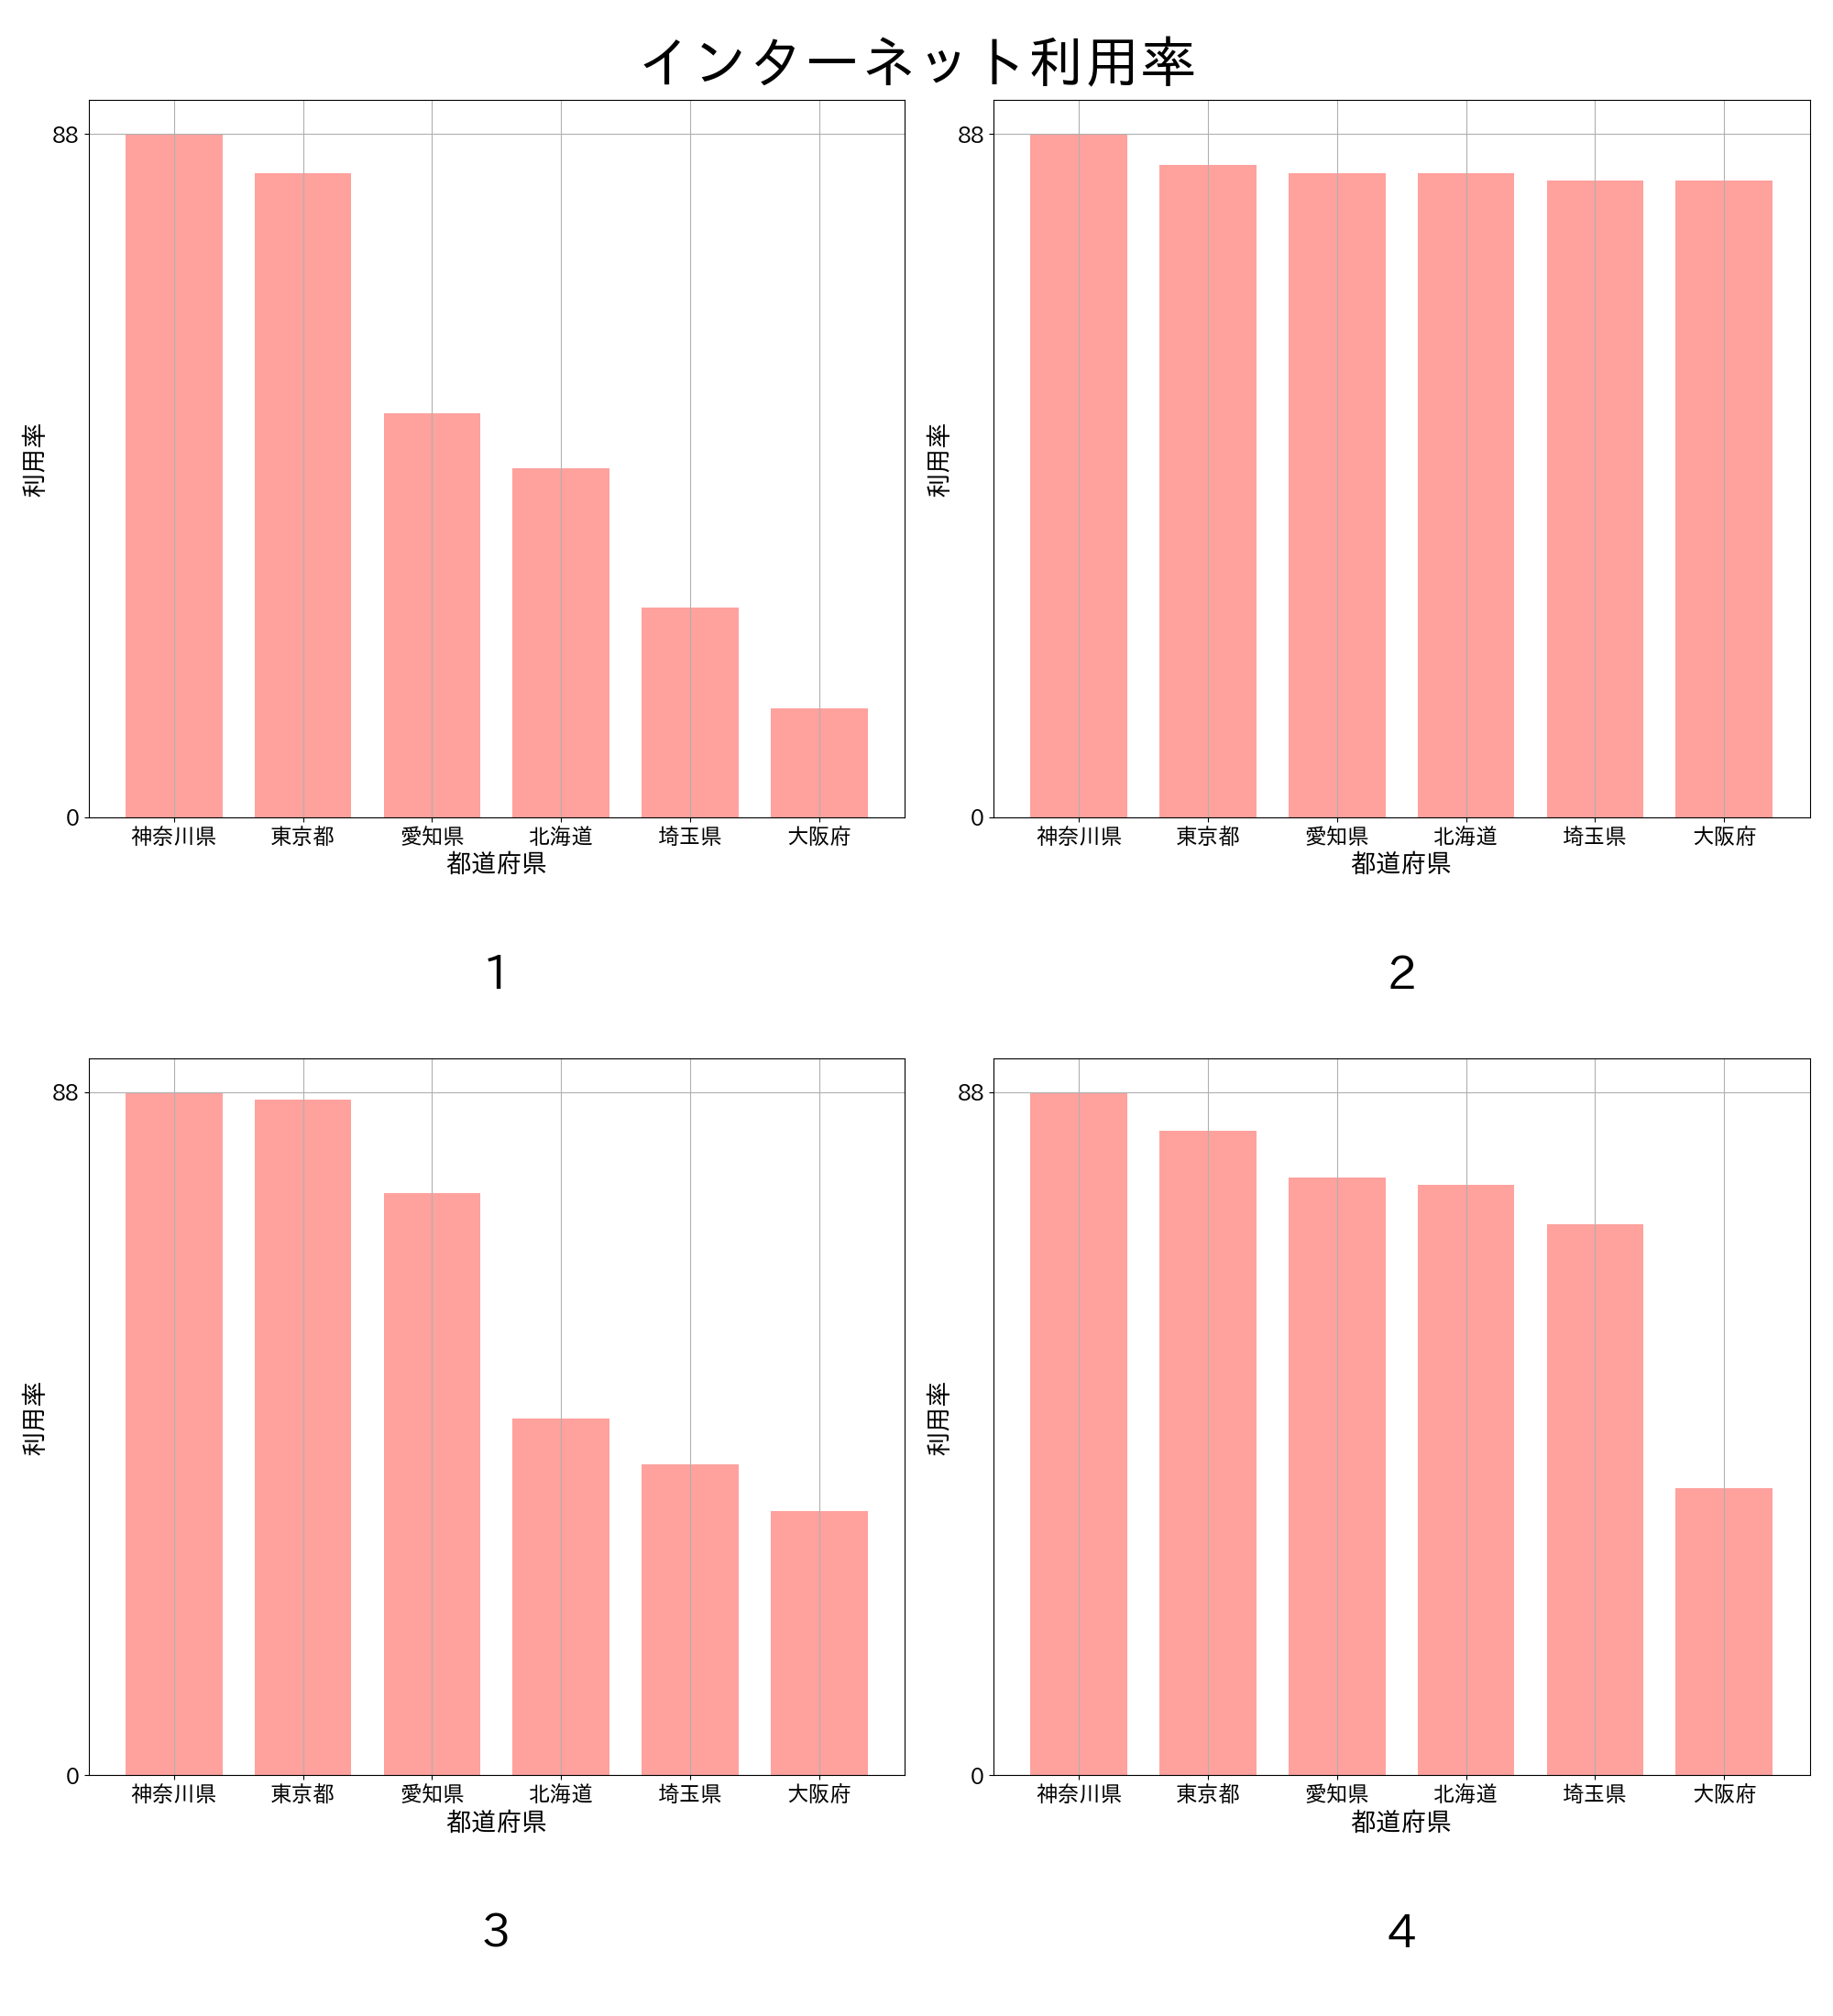 インターネット利用率
88
0
利用率
神奈川県 東京都 愛知県 北海道 埼玉県 大阪府
都道府県
1
88
0
利用率
神奈川県 東京都 愛知県 北海道 埼玉県 大阪府
都道府県
2
88
0
利用率
神奈川県 東京都 愛知県 北海道 埼玉県 大阪府
都道府県
3
88
0
利用率
神奈川県 東京都 愛知県 北海道 埼玉県 大阪府
都道府県
4